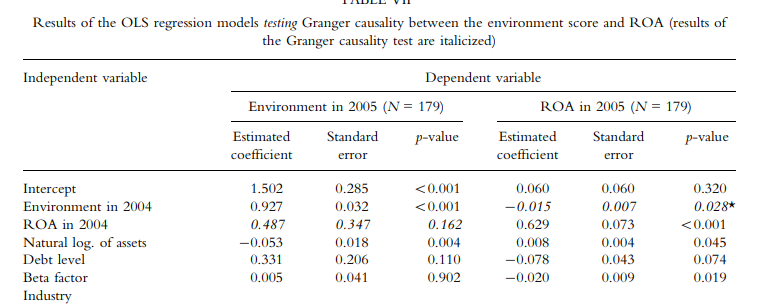 TABLE VII
Results of the OLS regression models testing Granger causality between the environment score and ROA (results of
the Granger causality test are italicized)
Independent variable Dependent variable
Environment in 2005 (N = 179) ROA in 2005 (N = 179)
Estimated coefficient Standard error p-value Estimated coefficient Standard error p-value
Intercept 1.502 0.285 <0.001 0.060 0.060 0.320
Environment in 2004 0.927 0.032 <0.001 −0.015 0.007 0.028*
ROA in 2004 0.487 0.347 0.162 0.629 0.073 <0.001
Natural log. of assets −0.053 0.018 0.004 0.008 0.004 0.045
Debt level 0.331 0.206 0.110 −0.078 0.043 0.074
Beta factor 0.005 0.041 0.902 −0.020 0.009 0.019
Industry